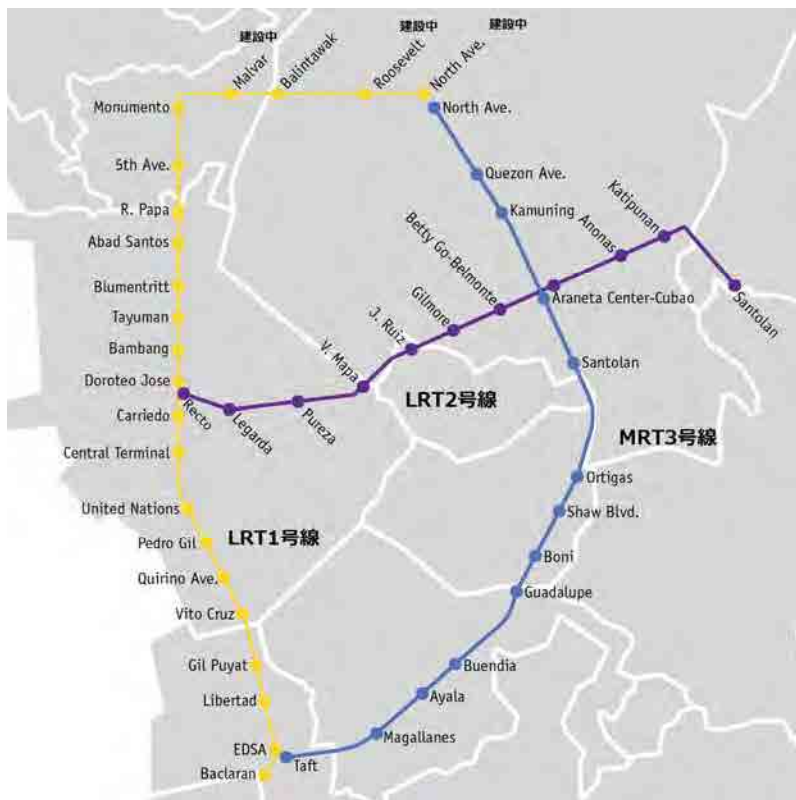 建設中
建設中
建設中
Malvar
Balintawak
Roosevelt
North Ave.
Monumento
North Ave.
5th Ave.
Quezon Ave.
R. Papa
Kamuning
Katipunan
Abad Santos
Anonas
Betty Go-Belmonte
Blumentritt
Araneta Center-Cubao
Santolan
Tayuman
Gilmore
J. Ruiz
Bambang
V. Mapa
Santolan
Doroteo Jose
Recto
Legarda
Pureza
LRT2号線
Carriedo
MRT3号線
Central Terminal
Ortigas
United Nations
Shaw Blvd.
LRT1号線
Pedro Gil
Boni
Quirino Ave.
Guadalupe
Vito Cruz
Gil Puyat
Buendia
Libertad
Ayala
Magallanes
EDSA
Taft
Baclaran